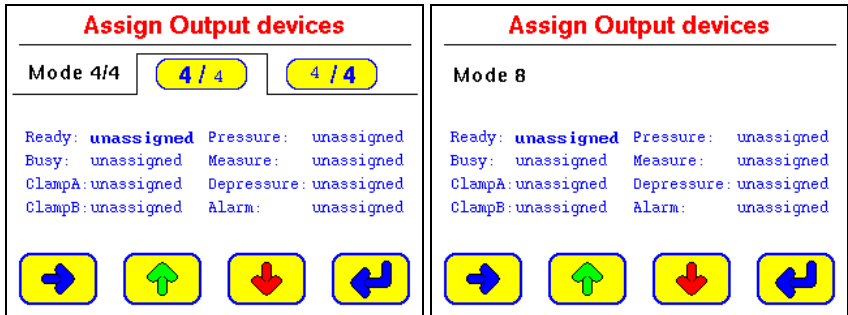 Assign Output devices
Mode 4/4 4 / 4 4 / 4
Ready: unassigned Pressure: unassigned
Busy: unassigned Measure: unassigned
ClampA: unassigned Depressure: unassigned
ClampB: unassigned Alarm: unassigned
Assign Output devices
Mode 8
Ready: unassigned Pressure: unassigned
Busy: unassigned Measure: unassigned
ClampA: unassigned Depressure: unassigned
ClampB: unassigned Alarm: unassigned